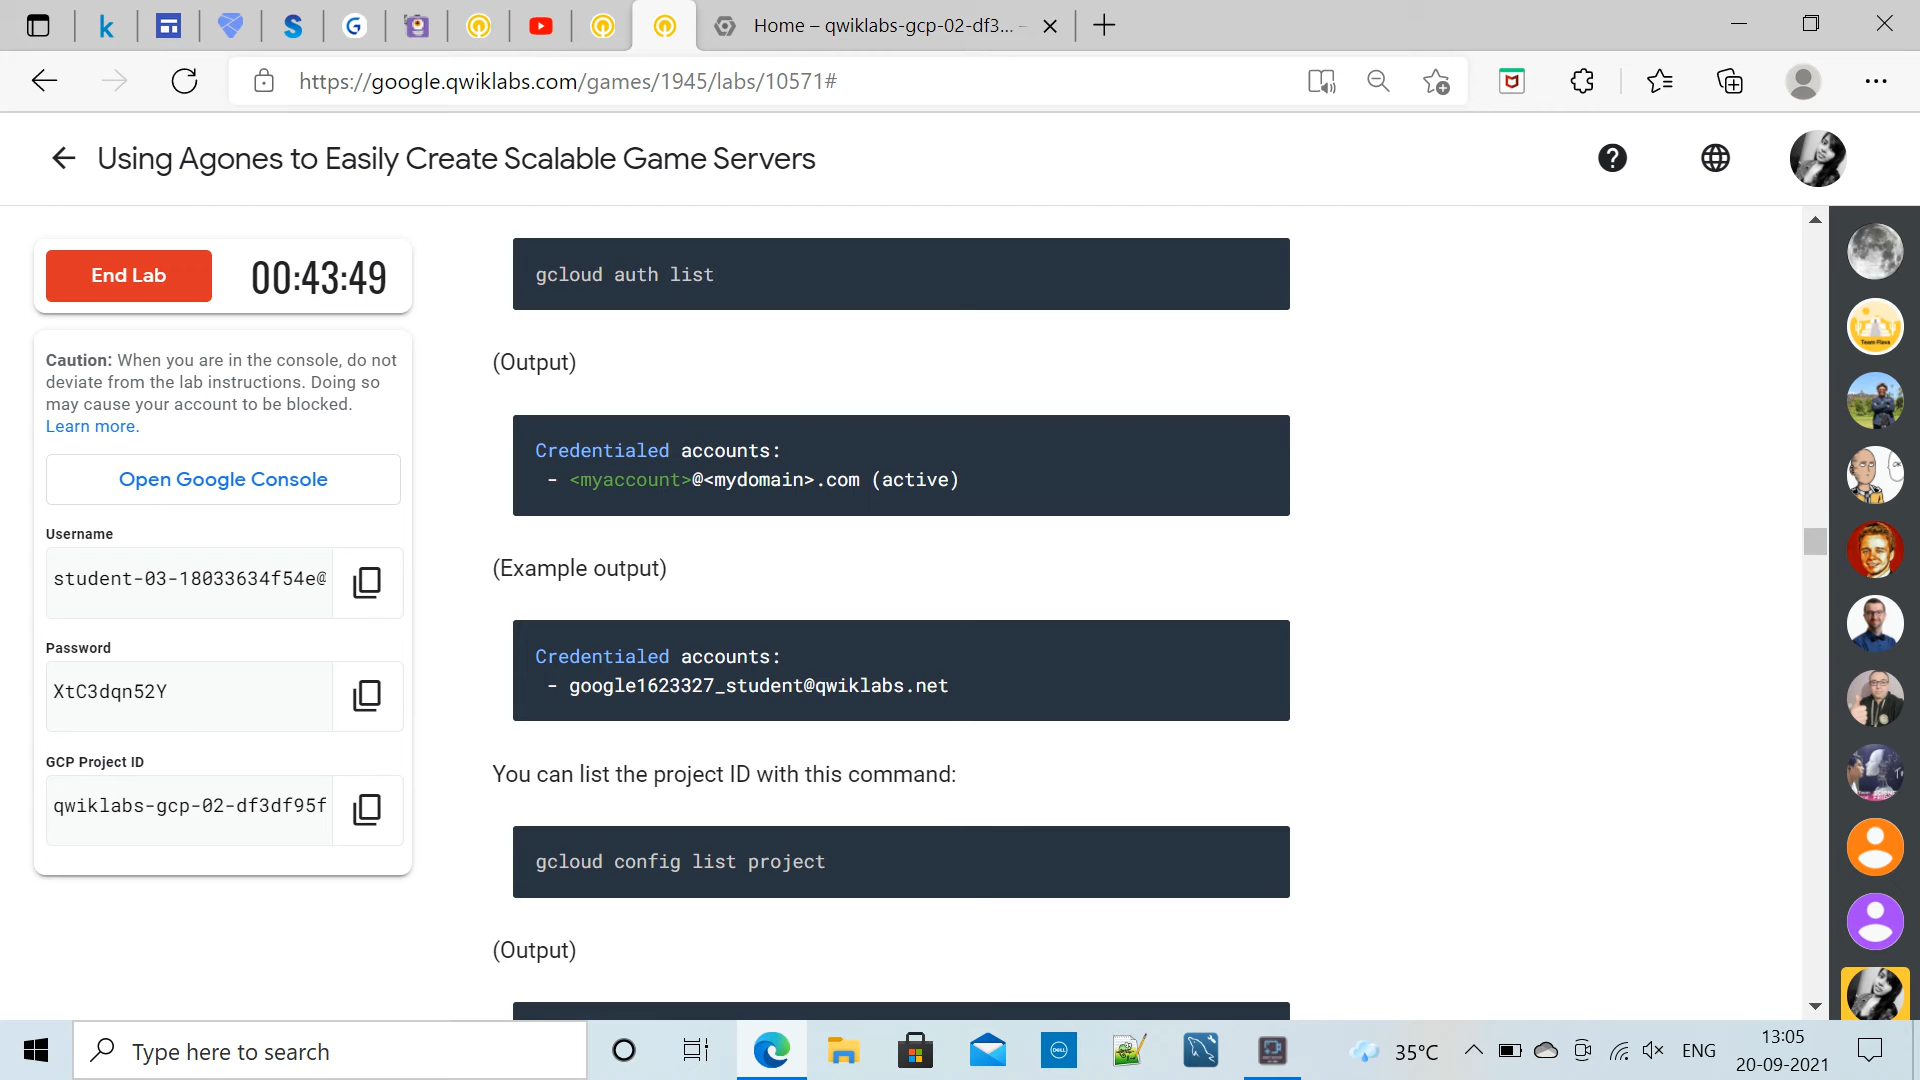 Home – qwiklabs-gcp-02-df3...
https://google.qwiklabs.com/games/1945/labs/10571#
Using Agones to Easily Create Scalable Game Servers
End Lab
00:43:49
Caution: When you are in the console, do not
deviate from the lab instructions. Doing so
may cause your account to be blocked.
Learn more.
Open Google Console
Username
student-03-18033634f54e@
Password
XtC3dqn52Y
GCP Project ID
qwiklabs-gcp-02-df3df95f
gcloud auth list
(Output)
Credentialed accounts:
- <myaccount>@<mydomain>.com (active)
(Example output)
Credentialed accounts:
- google1623327_student@qwiklabs.net
You can list the project ID with this command:
gcloud config list project
(Output)
Team Flava
Type here to search
DELL
35°C
ENG
13:05
20-09-2021